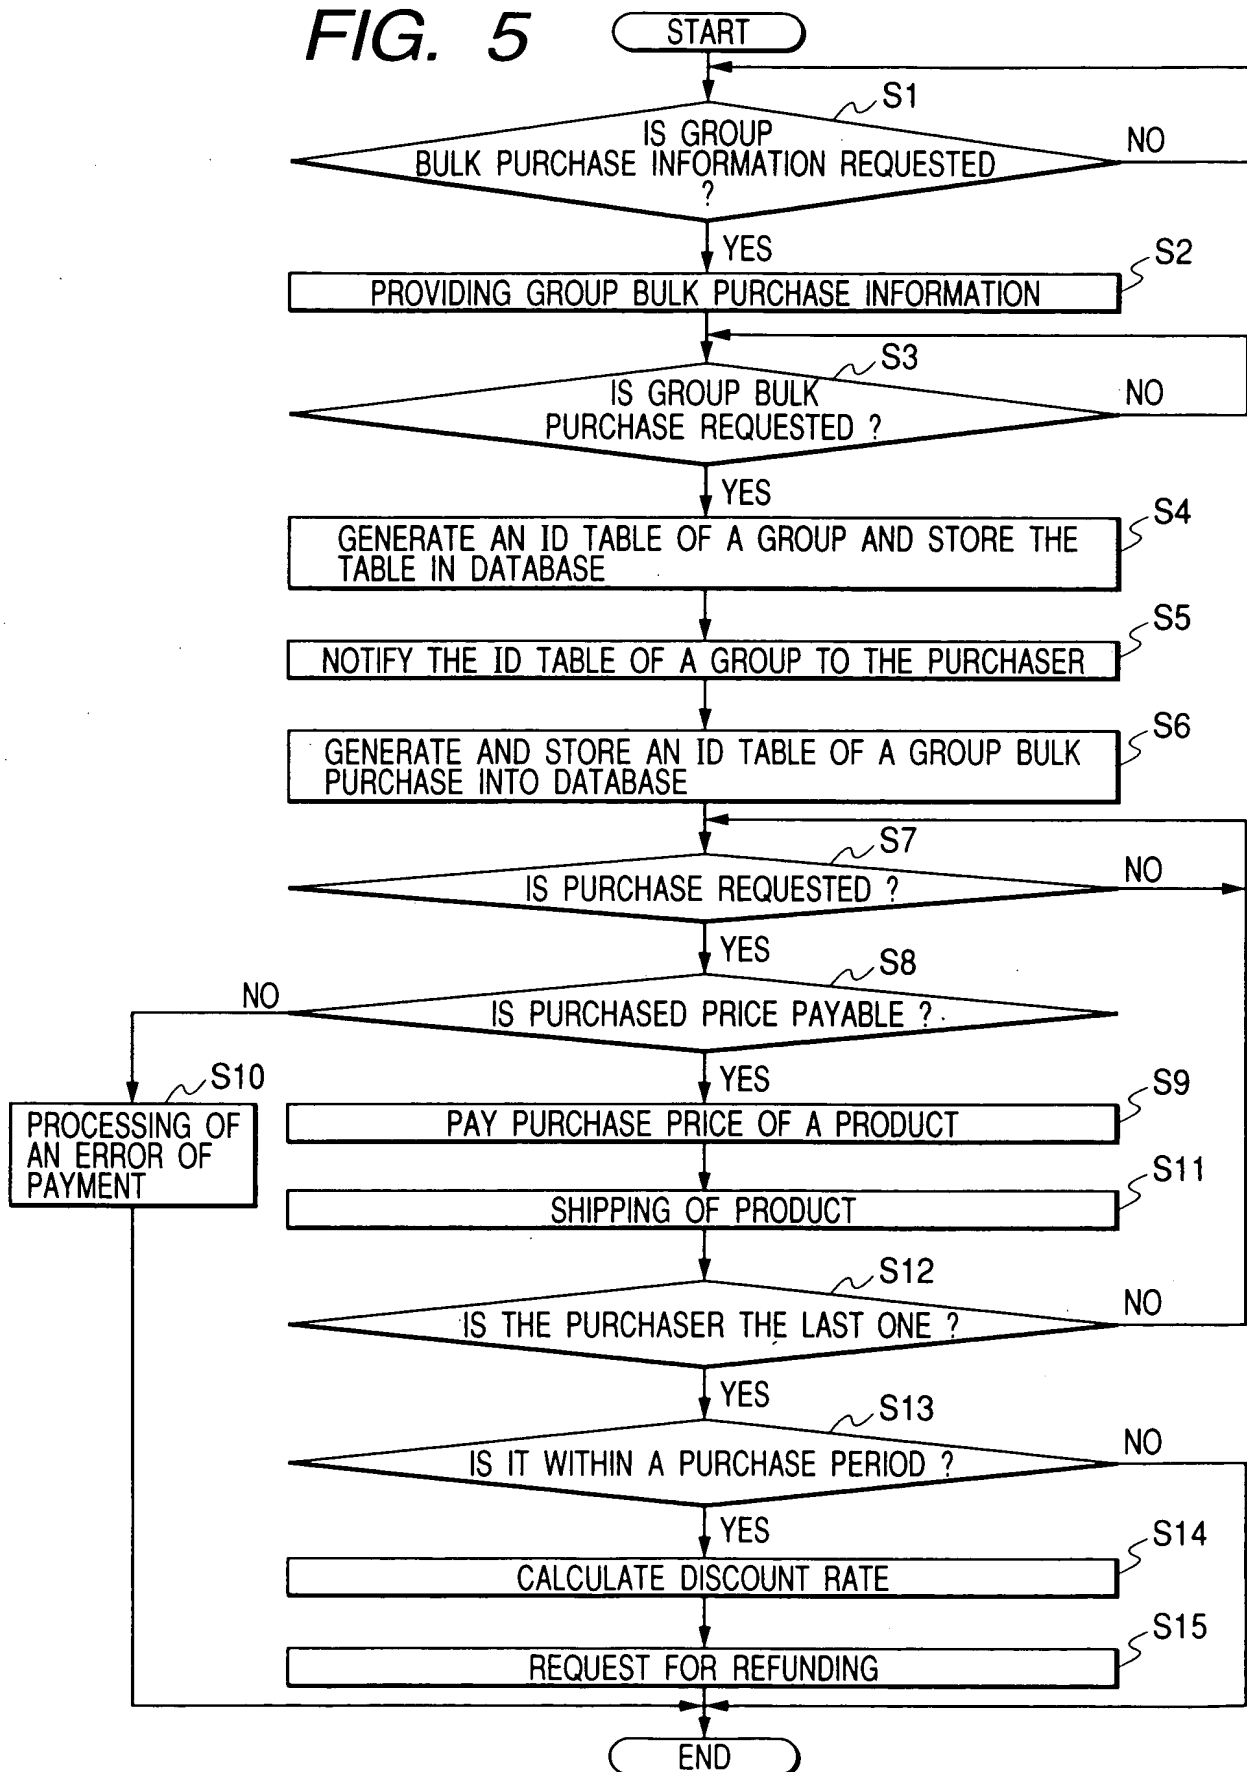 FIG. 5
START
S1
IS GROUP
BULK PURCHASE INFORMATION REQUESTED
?
NO
YES
S2
PROVIDING GROUP BULK PURCHASE INFORMATION
S3
IS GROUP BULK
PURCHASE REQUESTED ?
NO
YES
S4
GENERATE AN ID TABLE OF A GROUP AND STORE THE
TABLE IN DATABASE
S5
NOTIFY THE ID TABLE OF A GROUP TO THE PURCHASER
S6
GENERATE AND STORE AN ID TABLE OF A GROUP BULK
PURCHASE INTO DATABASE
S7
IS PURCHASE REQUESTED ?
NO
YES
S8
NO
IS PURCHASED PRICE PAYABLE ?
YES
S10
PROCESSING OF
AN ERROR OF
PAYMENT
S9
PAY PURCHASE PRICE OF A PRODUCT
S11
SHIPPING OF PRODUCT
S12
IS THE PURCHASER THE LAST ONE ?
NO
YES
S13
IS IT WITHIN A PURCHASE PERIOD ?
NO
YES
S14
CALCULATE DISCOUNT RATE
S15
REQUEST FOR REFUNDING
END